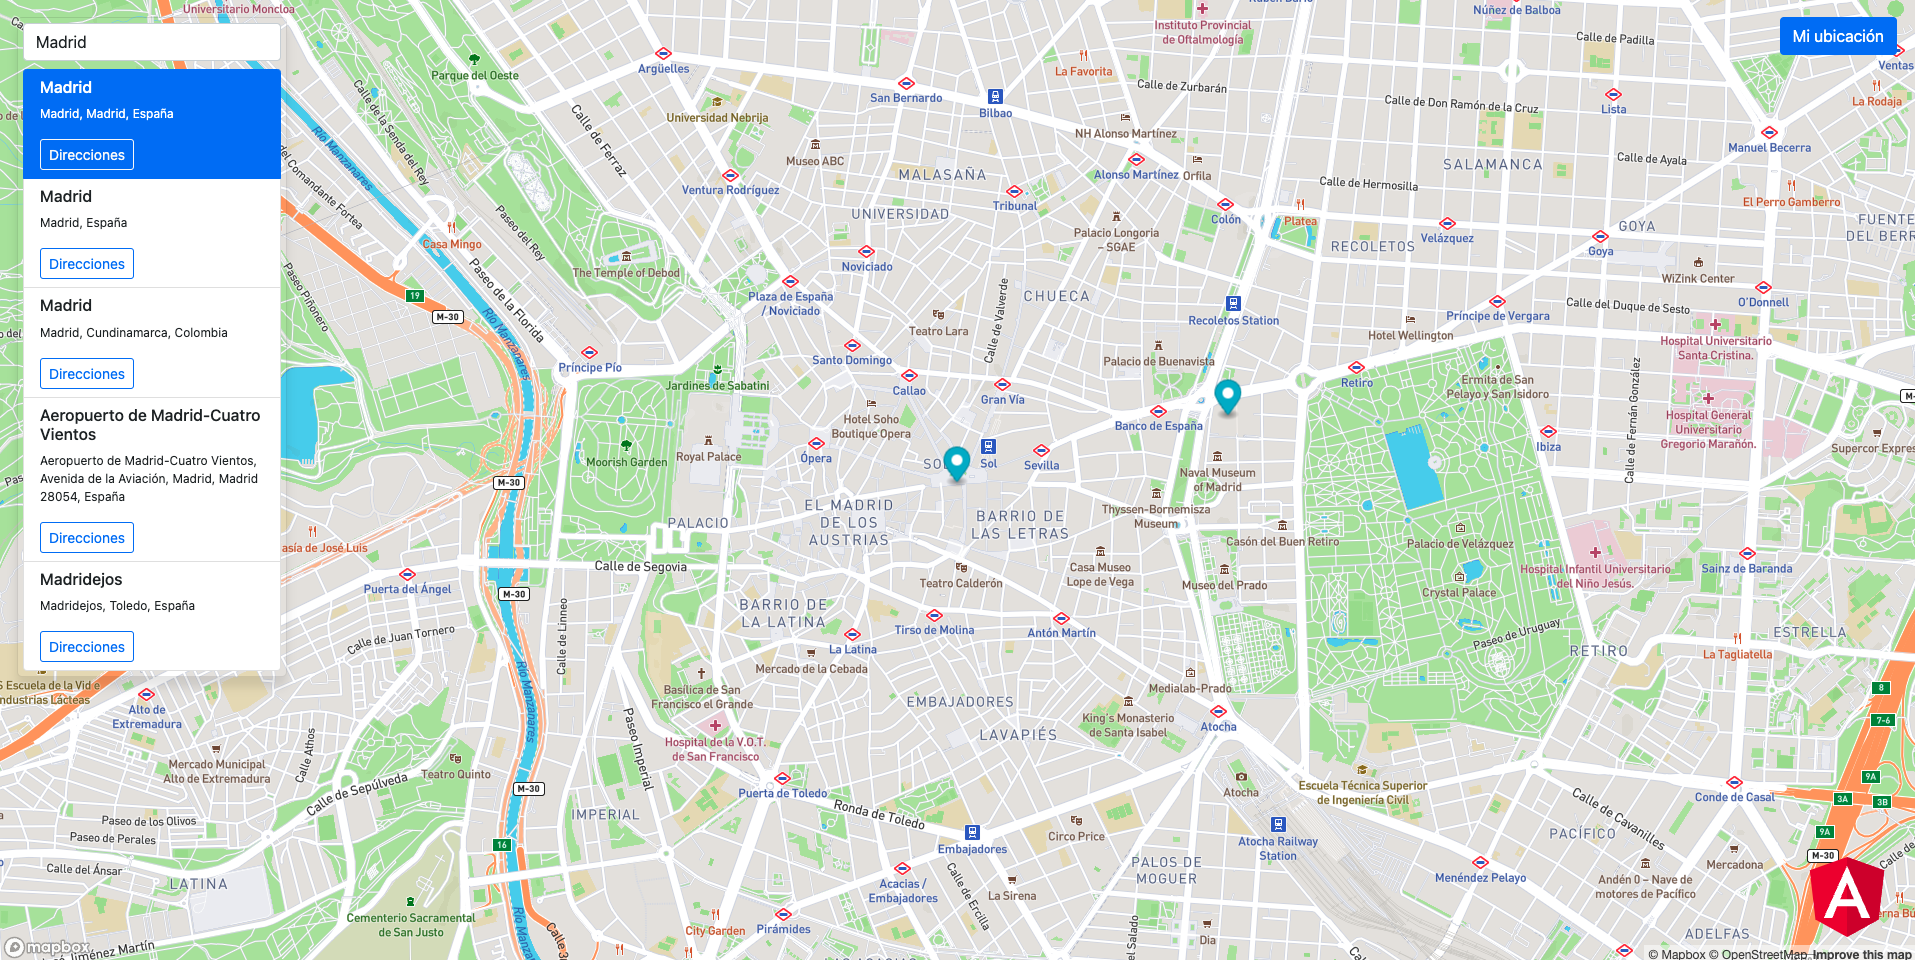 Madrid
Mi ubicación
Madrid
Madrid, Madrid, España
Direcciones
Madrid
Madrid, España
Direcciones
Madrid
Madrid, Cundinamarca, Colombia
Direcciones
Aeropuerto de Madrid-Cuatro
Vientos
Aeropuerto de Madrid-Cuatro Vientos,
Avenida de la Aviación, Madrid, Madrid
28054, España
Direcciones
Madridejos
Madridejos, Toledo, España
Direcciones
Universitario Moncloa
Instituto Provincial
de Oftalmología
Núñez de Balboa
Calle de Padilla
Parque del Oeste
Argüelles
San Bernardo
Bilbao
La Favorita
Calle de Zurbarán
Calle de Don Ramón de la Cruz
Lista
Ventas
La Rodaja
Universidad Nebrija
Museo ABC
NH Alonso Martínez
Alonso Martínez
Orfila
SALAMANCA
Calle de Ayala
Manuel Becerra
Calle de la Senda del Rey
Calle de Ferraz
Río Manzanares
del Comandante Fortea
Ventura Rodríguez
MALASAÑA
UNIVERSIDAD
Tribunal
Colón
Platea
Calle de Hermosilla
El Perro Gamberro
Casa Mingo
Paseo del Rey
Palacio Longoria
– SGAE
RECOLETOS
Velázquez
GOYA
Goya
FUENTE
DEL BERR
The Temple of Debod
Noviciado
Plaza de España
/ Noviciado
WiZink Center
O'Donnell
Paseo Piñonero
19
M-30
Paseo de la Florida
Río Manzanares
CHUECA
Calle de Valverde
Teatro Lara
Recoletos Station
Príncipe de Vergara
Calle del Duque de Sesto
Hotel Wellington
Hospital Universitario
Santa Cristina.
Príncipe Pío
Santo Domingo
Callao
Gran Vía
Palacio de Buenavista
Retiro
Ermita de San
Pelayo y San Isidoro
Calle de Fernán González
Jardines de Sabatini
Hotel Soho
Boutique Opera
Banco de España
Ibiza
Hospital General
Universitario
Gregorio Marañón.
Supercor Expres
Moorish Garden
Royal Palace
Ópera
Sol
Sevilla
Naval Museum
of Madrid
M-30
EL MADRID
DE LOS
AUSTRIAS
BARRIO DE
LAS LETRAS
Thyssen-Bornemisza
Museum
PALACIO
Casón del Buen Retiro
Palacio de Velázquez
Calle de Segovia
Teatro Calderón
Casa Museo
Lope de Vega
Museo del Prado
Crystal Palace
Hospital Infantil Universitario
del Niño Jesús.
Sainz de Baranda
asía de José Luis
Puerta del Ángel
M-30
BARRIO DE
LA LATINA
Tirso de Molina
Antón Martín
Paseo de Uruguay
ESTRELLA
La Tagliatella
RETIRO
Calle de Juan Tornero
Calle de Linneo
La Latina
Mercado de la Cebada
Río Manzanares
Escuela de la Vid e
ndustrias Lácteas
Alto de
Extremadura
Basílica de San
Francisco el Grande
EMBAJADORES
Medialab-Prado
King's Monasterio
de Santa Isabel
Atocha
8
7-6
Paseo Imperial
Hospital de la V.O.T.
de San Francisco
LAVAPIÉS
Calle Athos
Mercado Municipal
Alto de Extremadura
Teatro Quinto
M-30
Calle de Sepúlveda
Puerta de Toledo
Atocha
Escuela Técnica Superior
de Ingeniería Civil
Conde de Casal
9A
3A
3B
Paseo de los Olivos
Paseo de Perales
IMPERIAL
Ronda de Toledo
Embajadores
Circo Price
Atocha Railway
Station
Calle de Cavanilles
PACÍFICO
9A
M-30
16
Calle del Ánsar
LATINA
Acacias /
Embajadores
Calle de Ercilla
La Sirena
PALOS DE
MOGUER
Menéndez Pelayo
Mercadona
Andén 0 – Nave de
motores de Pacífico
Cementerio Sacramental
de San Justo
Río Manzanares
City Garden
Pirámides
Dia
ADELFAS
A
mapbox
© Mapbox © OpenStreetMap Improve this map